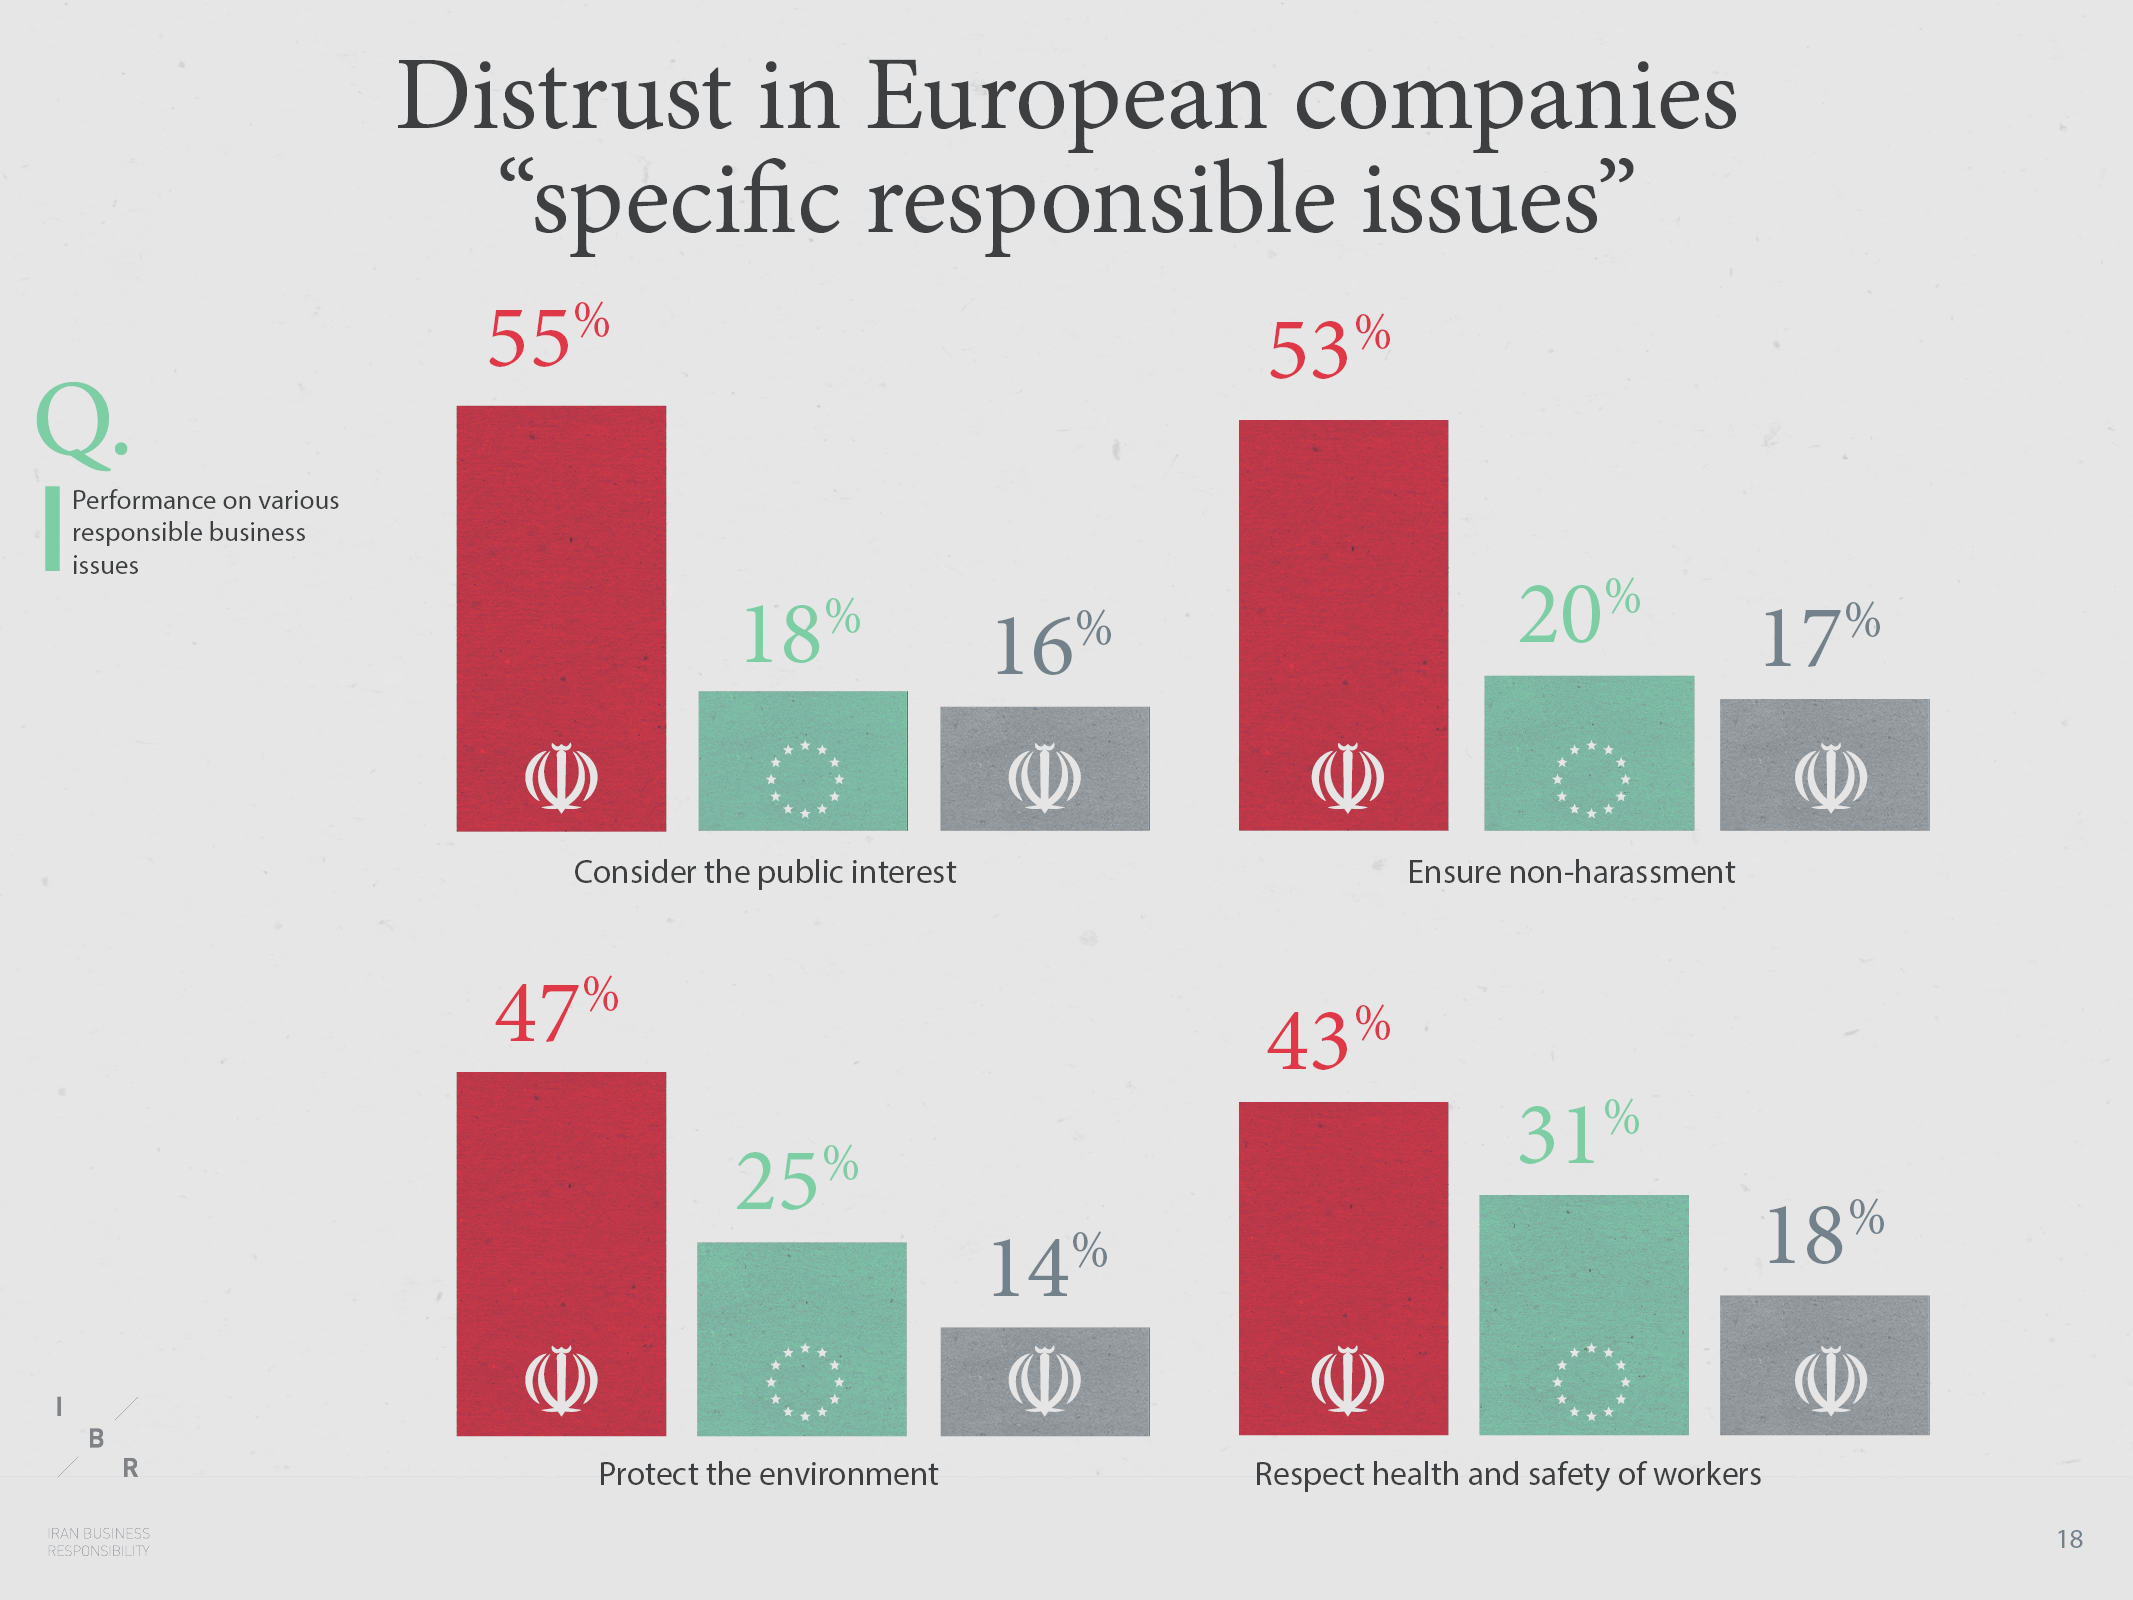 Distrust in European companies
“specific responsible issues”
Q.
Performance on various
responsible business
issues
55%
18%
16%
Consider the public interest
53%
20%
17%
Ensure non-harassment
47%
25%
14%
Protect the environment
43%
31%
18%
Respect health and safety of workers
I
B
R
IRAN BUSINESS
RESPONSIBILITY
18